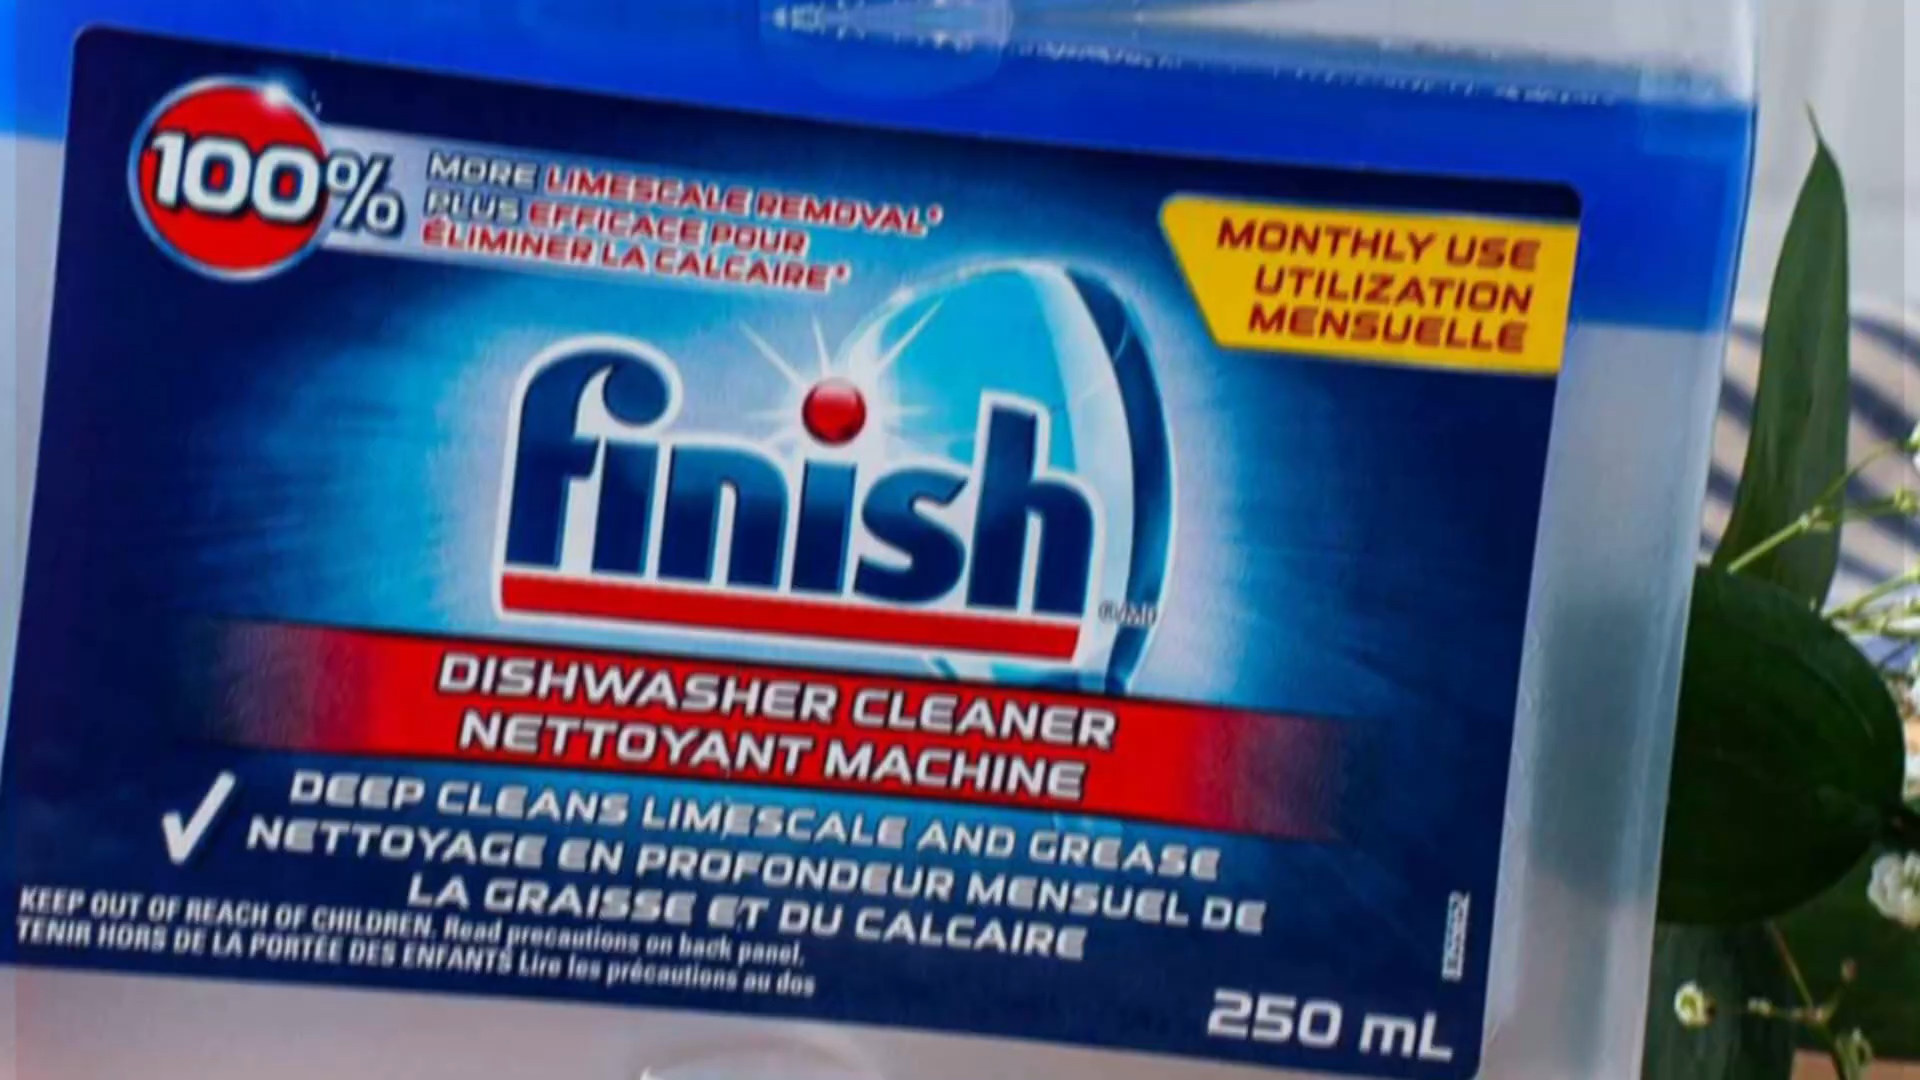 100%
MORE LIMESCALE REMOVAL*
PLUS EFFICACE POUR
ÉLIMINER LA CALCAIRE*
MONTHLY USE
UTILIZATION
MENSUELLE
finish
DISHWASHER CLEANER
NETTOYANT MACHINE
DEEP CLEANS LIMESCALE AND GREASE
NETTOYAGE EN PROFONDEUR MENSUEL DE
LA GRAISSE ET DU CALCAIRE
KEEP OUT OF REACH OF CHILDREN. Read precautions on back panel.
TENIR HORS DE LA PORTÉE DES ENFANTS Lire les précautions au dos
250 mL